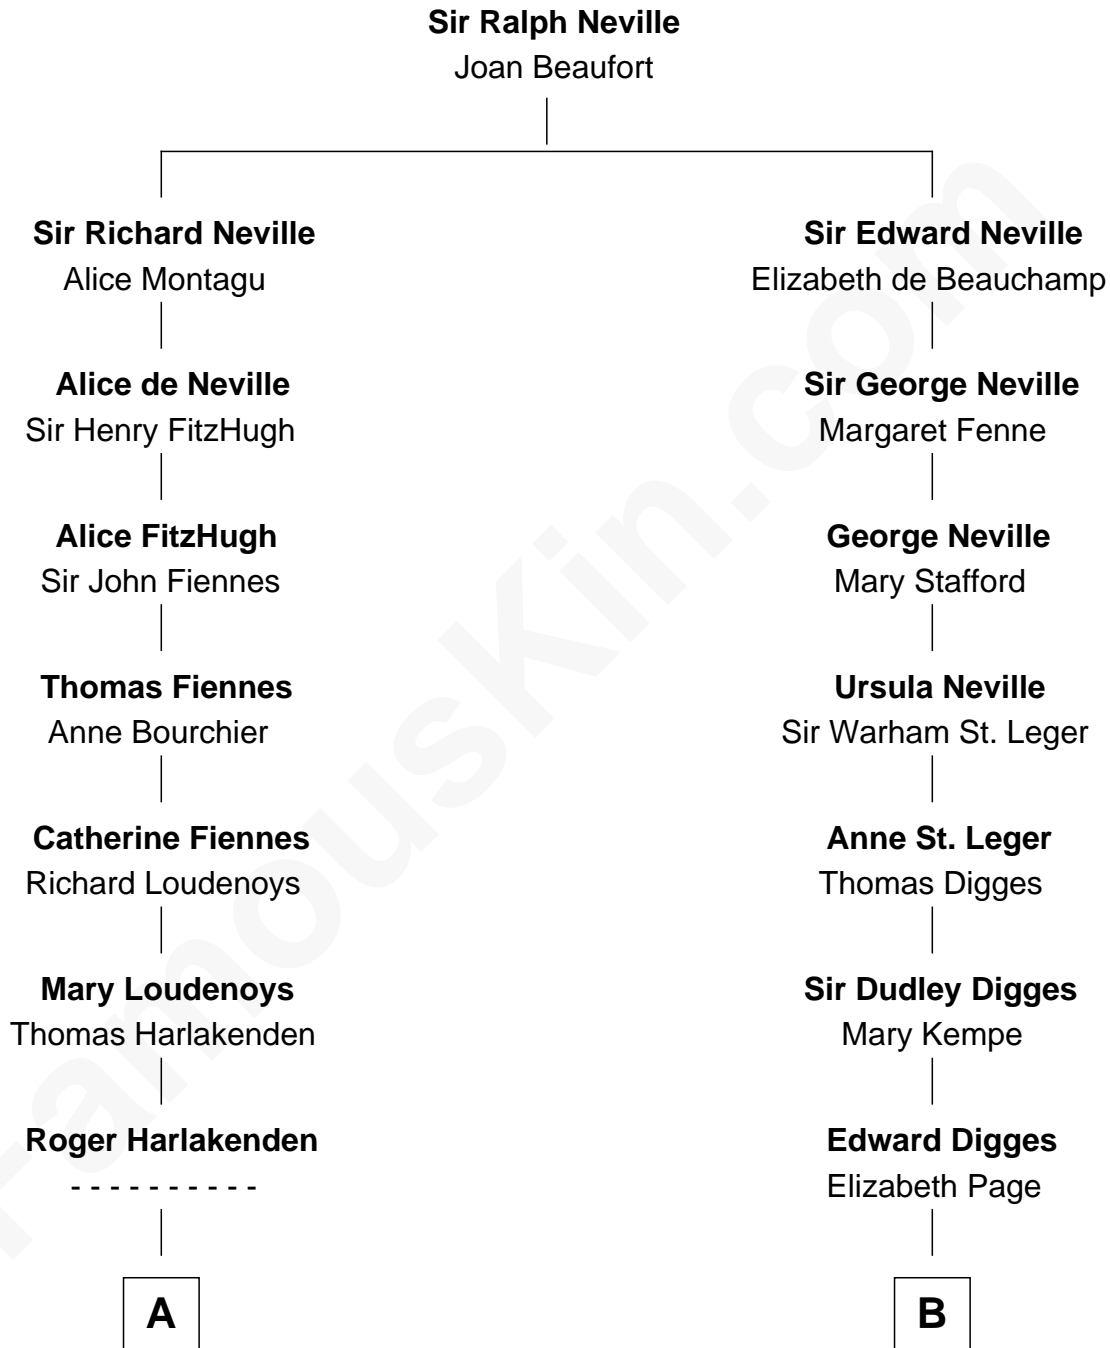 Sir Ralph Neville
Joan Beaufort
Sir Richard Neville
Alice Montagu
Sir Edward Neville
Elizabeth de Beauchamp
Alice de Neville
Sir Henry FitzHugh
Sir George Neville
Margaret Fenne
Alice FitzHugh
Sir John Fiennes
George Neville
Mary Stafford
Thomas Fiennes
Anne Bourchier
Ursula Neville
Sir Warham St. Leger
Catherine Fiennes
Richard Loudenoys
Anne St. Leger
Thomas Digges
Mary Loudenoys
Thomas Harlakenden
Sir Dudley Digges
Mary Kempe
Roger Harlakenden
- - - - - - - - - -
Edward Digges
Elizabeth Page
A
B
FamousKin.com